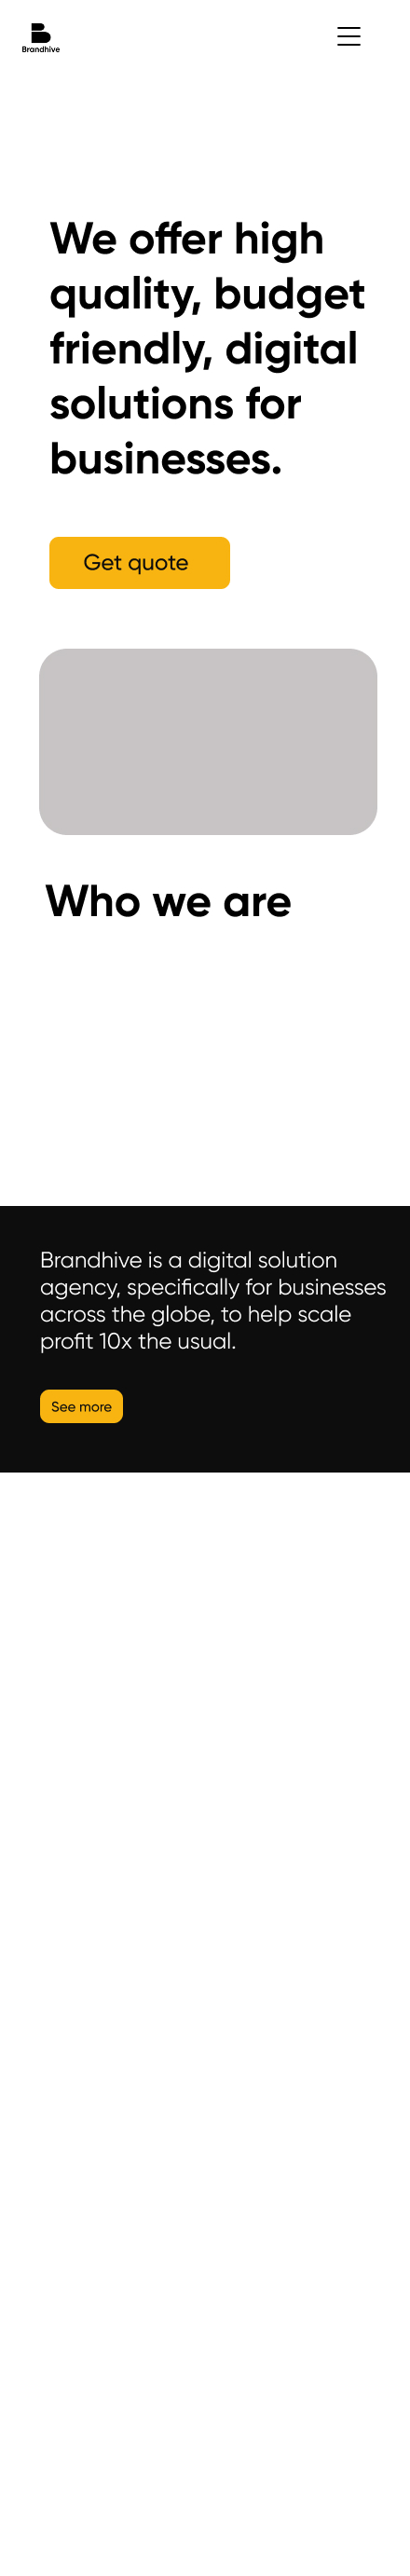 Brandhive
We offer high
quality, budget
friendly, digital
solutions for
businesses.
Get quote
Who we are
Brandhive is a digital solution
agency, specifically for businesses
across the globe, to help scale
profit 10x the usual.
See more